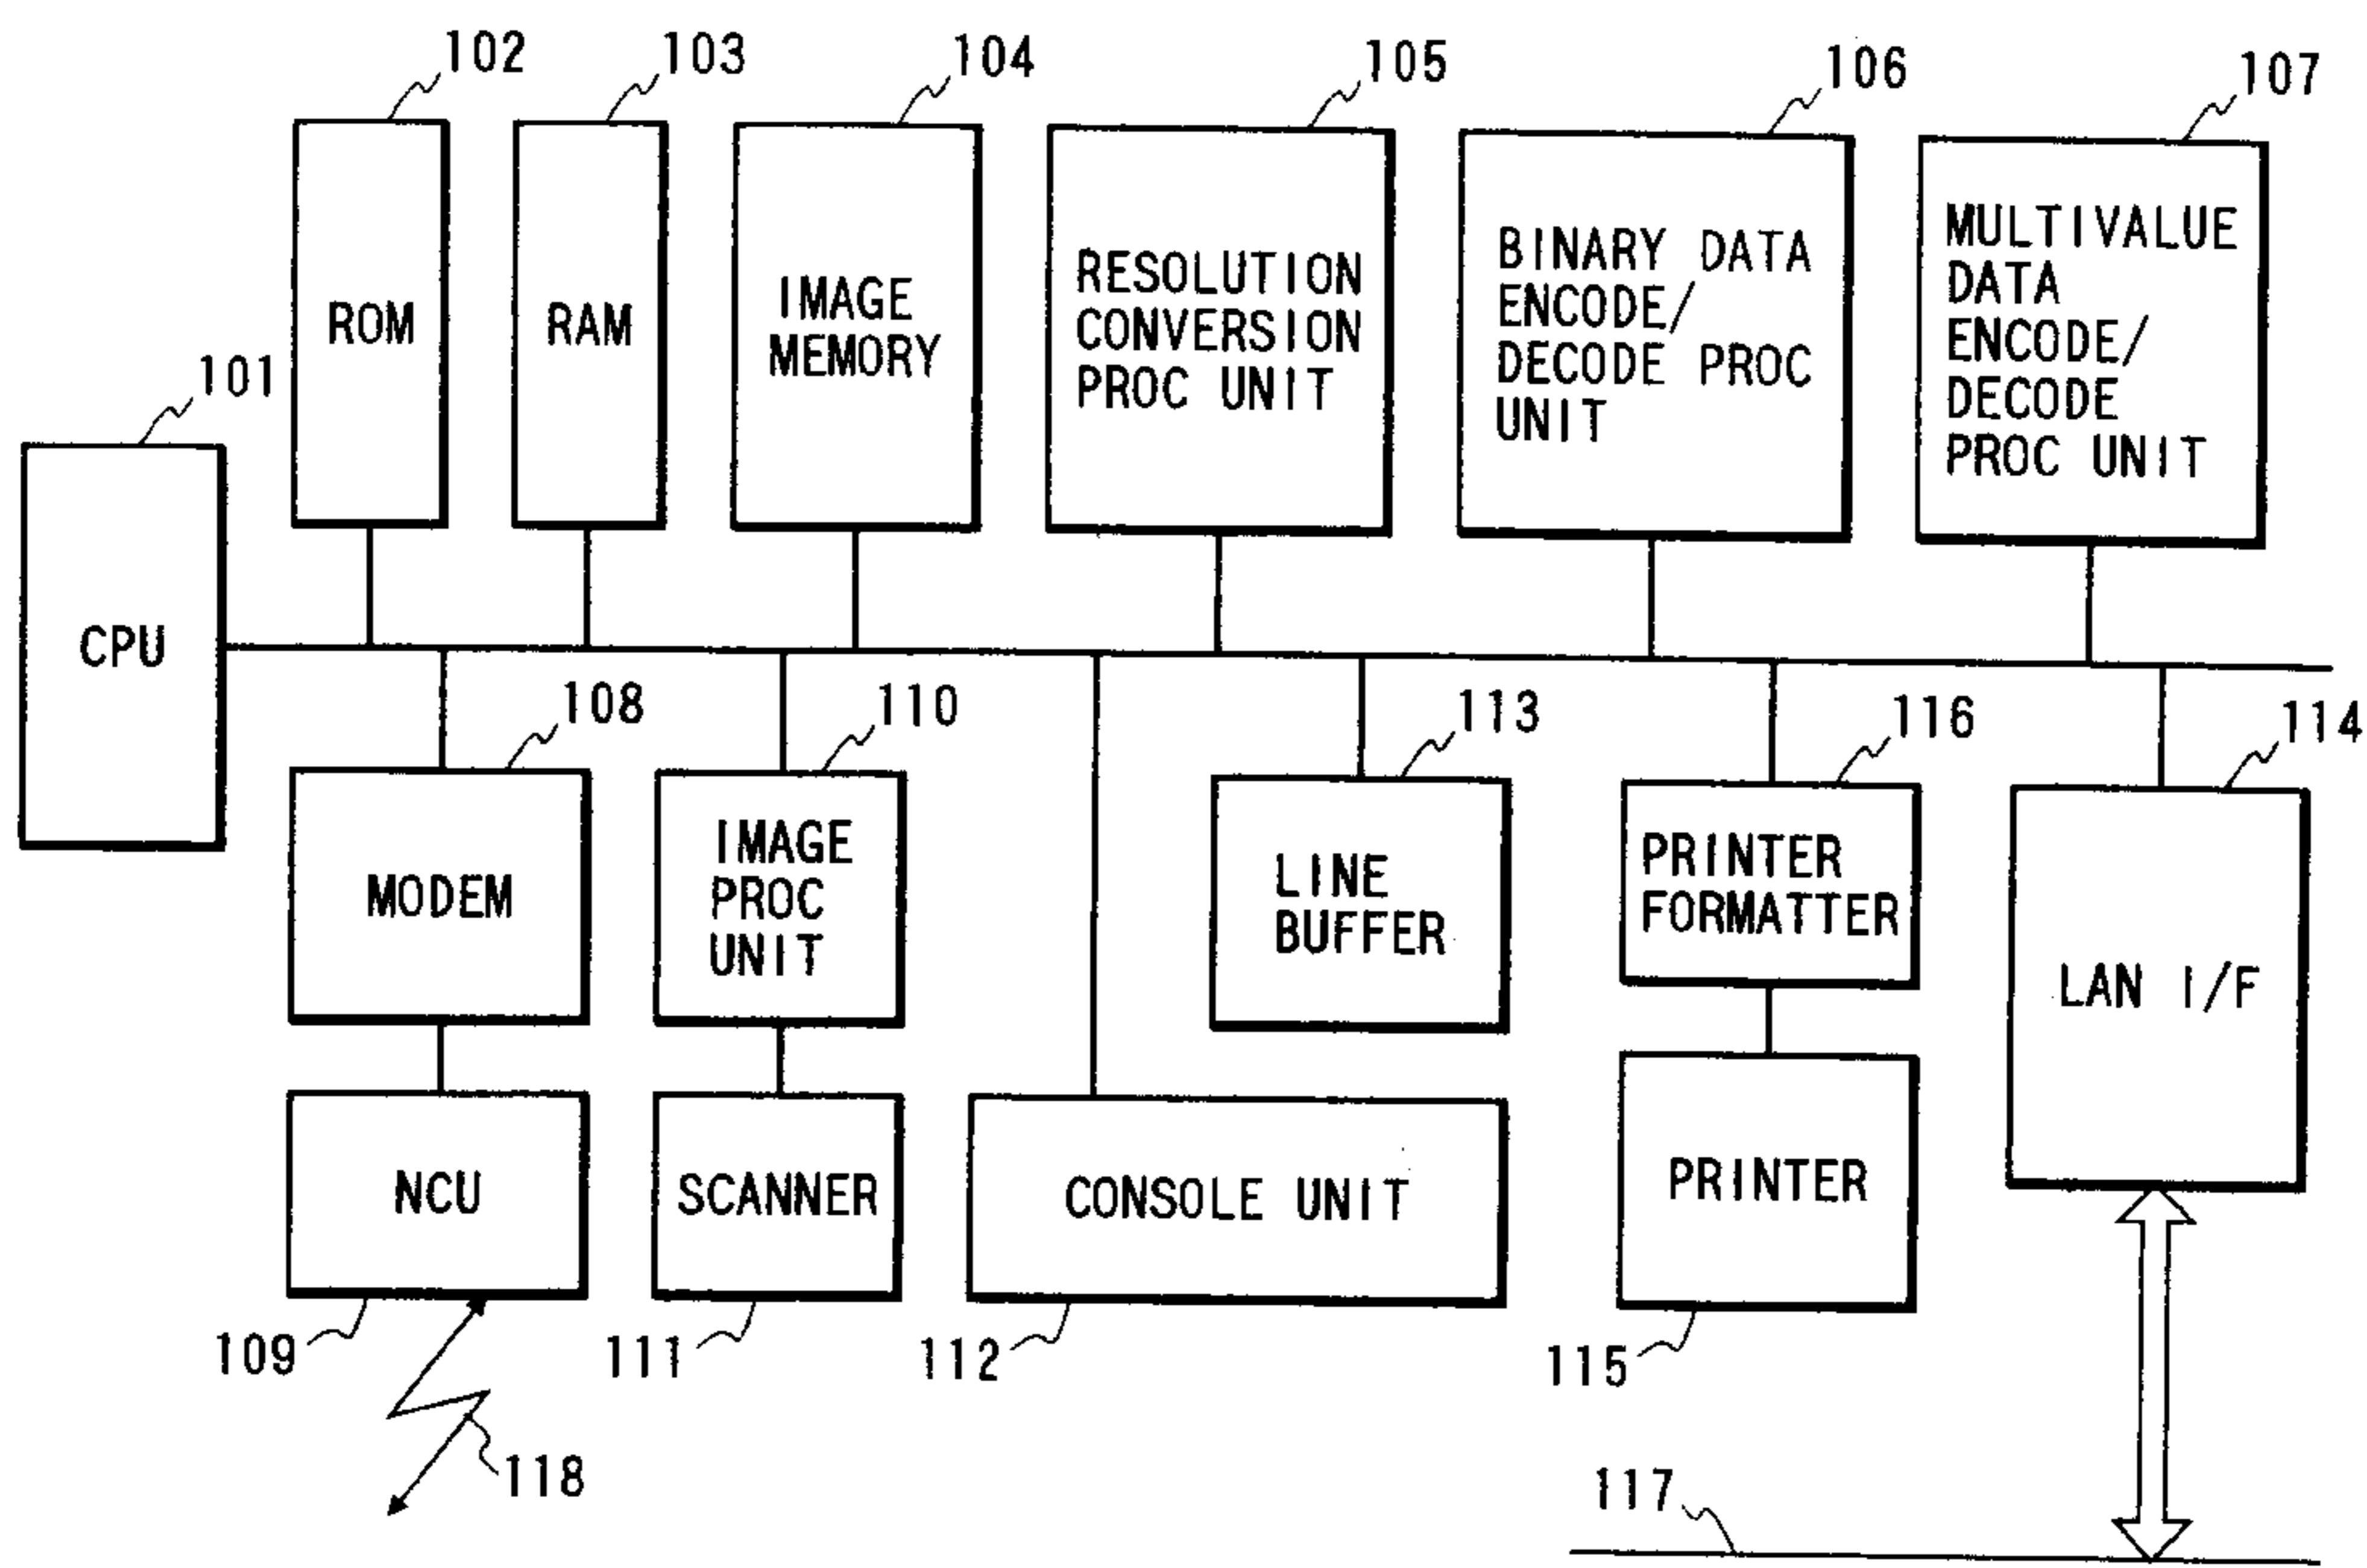 102
103
104
105
106
107
ROM
RAM
IMAGE
MEMORY
RESOLUTION
CONVERSION
PROC UNIT
BINARY DATA
ENCODE/
DECODE PROC
UNIT
MULTIVALUE
DATA
ENCODE/
DECODE
PROC UNIT
101
CPU
108
110
113
116
114
MODEM
IMAGE
PROC
UNIT
LINE
BUFFER
PRINTER
FORMATTER
LAN I/F
NCU
SCANNER
CONSOLE UNIT
PRINTER
109
111
112
115
118
117